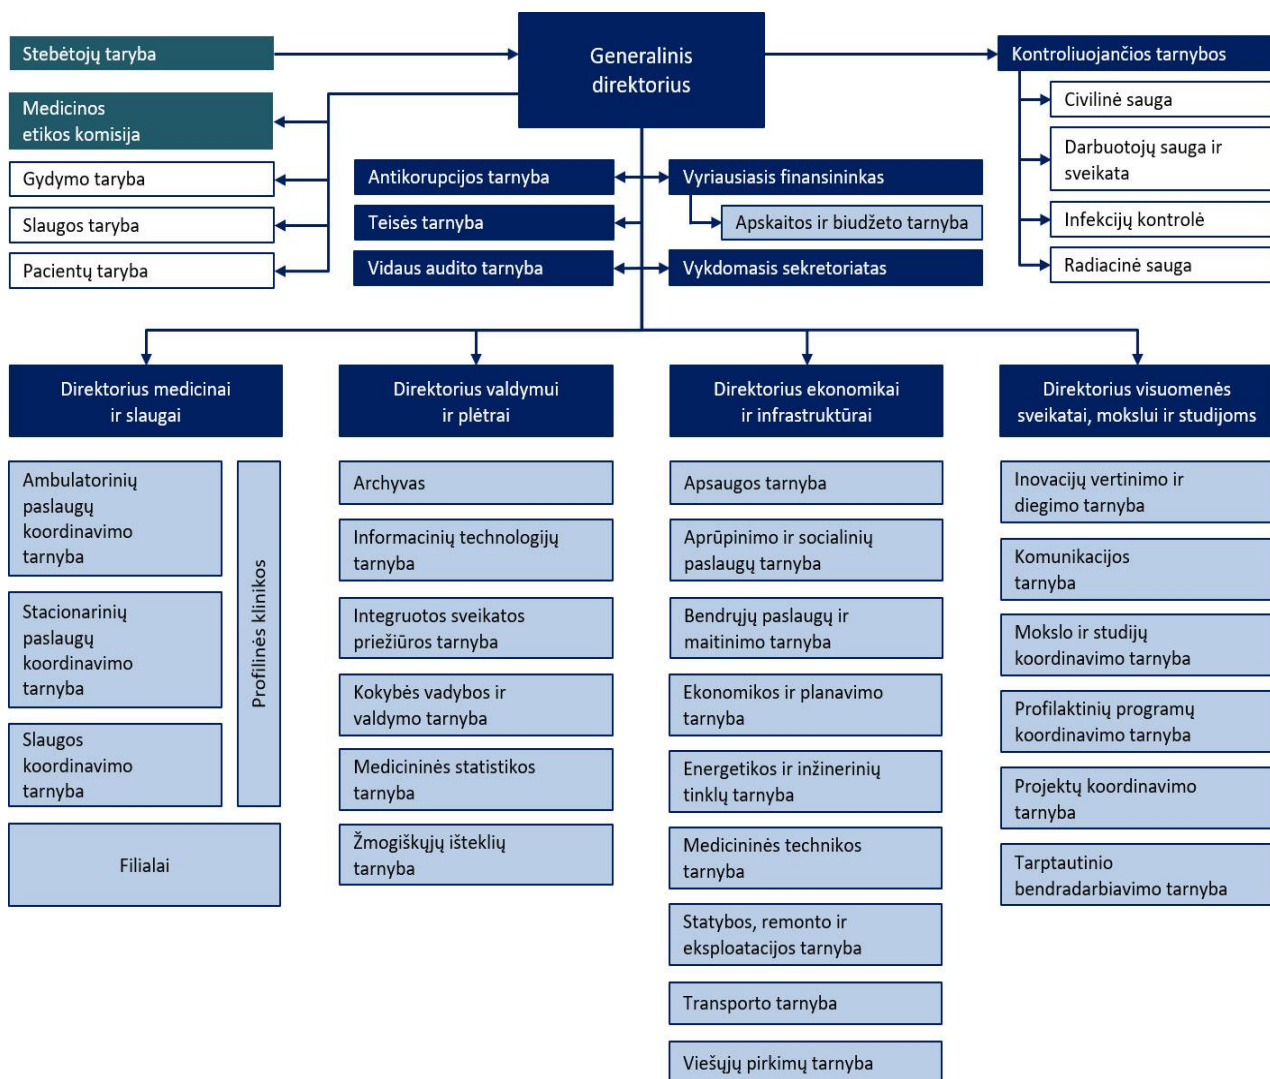 Stebėtojų taryba
Generalinis
direktorius
Kontroliuojančios tarnybos
Medicinos
etikos komisija
Gydymo taryba
Slaugos taryba
Pacientų taryba
Antikorupcijos tarnyba
Teisės tarnyba
Vidaus audito tarnyba
Vyriausiasis finansininkas
Apskaitos ir biudžeto tarnyba
Vykdomasis sekretoriatas
Civilinė sauga
Darbuotojų sauga ir
sveikata
Infekcijų kontrolė
Radiacinė sauga
Direktorius medicinai
ir slaugai
Ambulatorinių
paslaugų
koordinavimo
tarnyba
Stacionarinių
paslaugų
koordinavimo
tarnyba
Slaugos
koordinavimo
tarnyba
Profilinės klinikos
Filialai
Direktorius valdymui
ir plėtrai
Archyvas
Informacinių technologijų
tarnyba
Integruotos sveikatos
priežiūros tarnyba
Kokybės vadybos ir
valdymo tarnyba
Medicininės statistikos
tarnyba
Žmogiškųjų išteklių
tarnyba
Direktorius ekonomikai
ir infrastruktūrai
Apsaugos tarnyba
Aprūpinimo ir socialinių
paslaugų tarnyba
Bendrųjų paslaugų ir
maitinimo tarnyba
Ekonomikos ir planavimo
tarnyba
Energetikos ir inžinerinių
tinklų tarnyba
Medicininės technikos
tarnyba
Statybos, remonto ir
eksploatacijos tarnyba
Transporto tarnyba
Viešųjų pirkimų tarnyba
Direktorius visuomenės
sveikatai, mokslui ir studijoms
Inovacijų vertinimo ir
diegimo tarnyba
Komunikacijos
tarnyba
Mokslo ir studijų
koordinavimo tarnyba
Profilaktinių programų
koordinavimo tarnyba
Projektų koordinavimo
tarnyba
Tarptautinio
bendradarbiavimo tarnyba